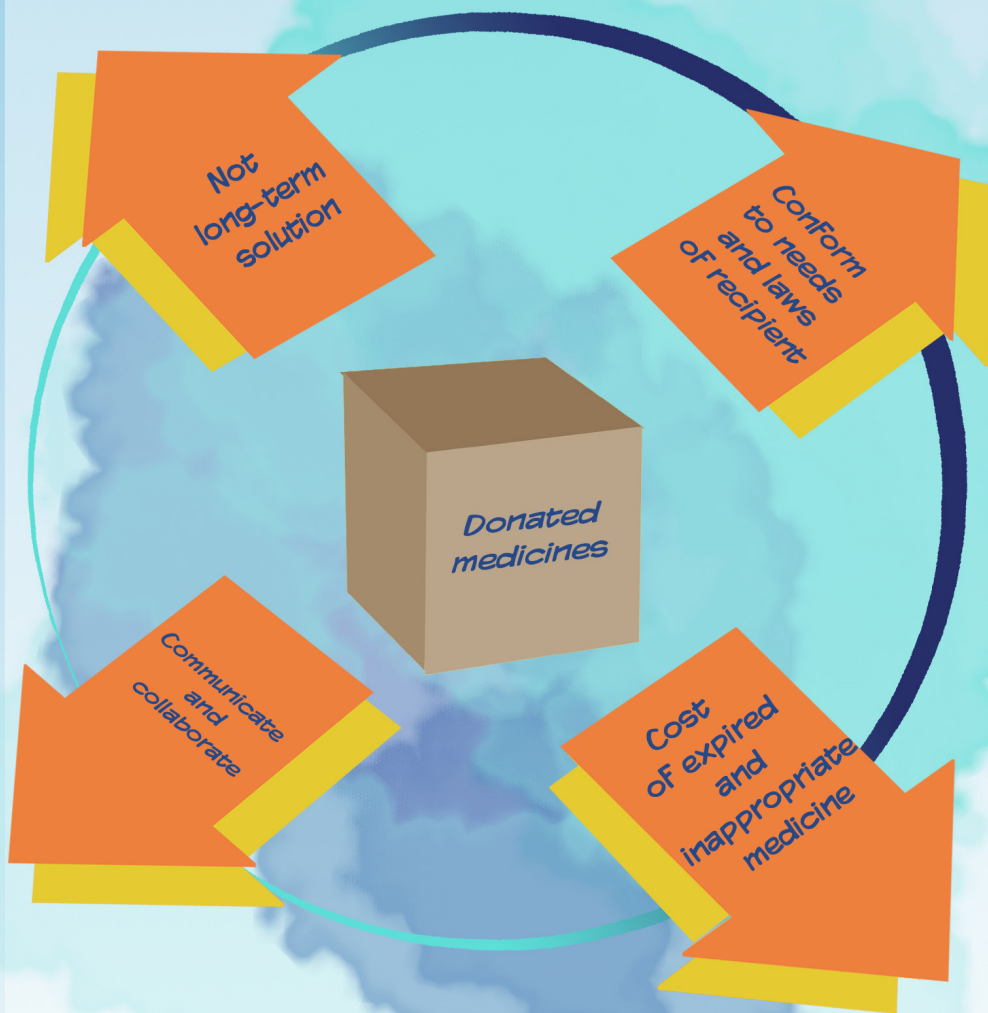 Not
long-term
solution
Conform
to needs
and laws
of recipient
Donated
medicines
Communicate
and
collaborate
Cost
of expired
and
inappropriate
medicine